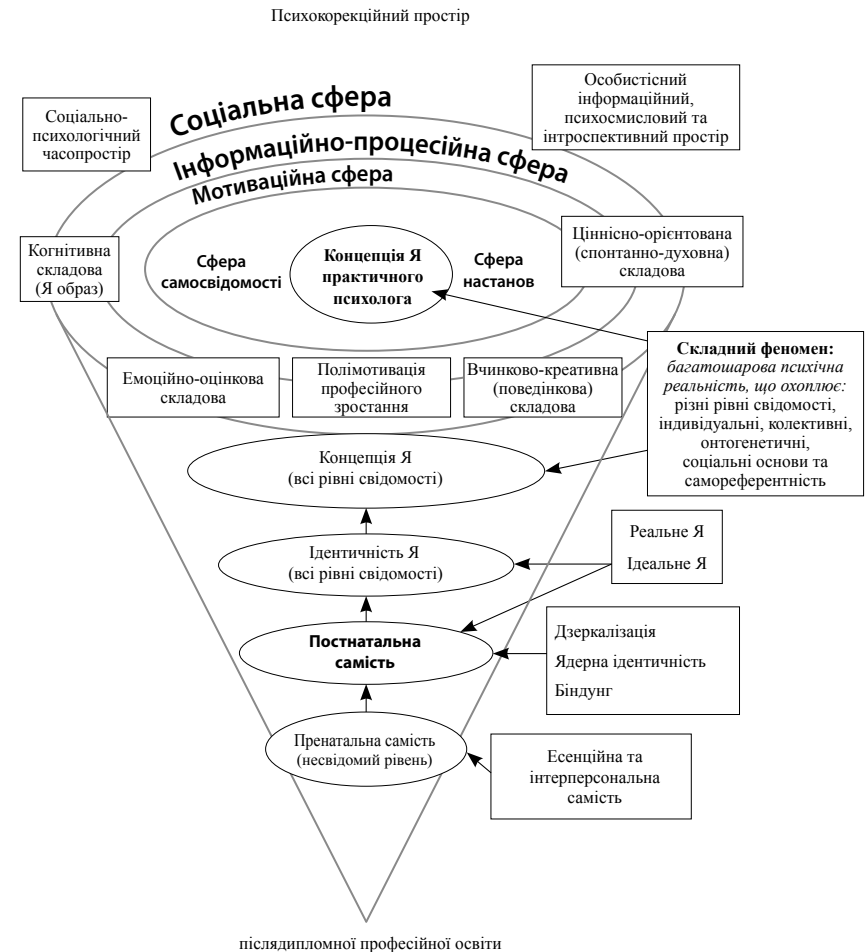 Психокорекційний простір
Соціально-
психологічний
часопростір
Соціальна сфера
Особистісний
інформаційний,
психосмисловий та
інтроспективний простір
Інформаційно-процесійна сфера
Мотиваційна сфера
Когнітивна
складова
(Я образ)
Сфера
самосвідомості
Концепція Я
практичного
психолога
Сфера
настанов
Ціннісно-орієнтована
(спонтанно-духовна)
складова
Емоційно-оцінкова
складова
Полімотивація
професійного
зростання
Вчинково-креативна
(поведінкова)
складова
Складний феномен:
багатошарова психічна
реальність, що охоплює:
різні рівні свідомості,
індивідуальні, колективні,
онтогенетичні,
соціальні основи та
самореферентність
Концепція Я
(всі рівні свідомості)
Ідентичність Я
(всі рівні свідомості)
Реальне Я
Ідеальне Я
Постнатальна
самість
Дзеркалізація
Ядерна ідентичність
Біндунг
Пренатальна самість
(несвідомий рівень)
Есенційна та
інтерперсональна
самість
післядипломної професійної освіти